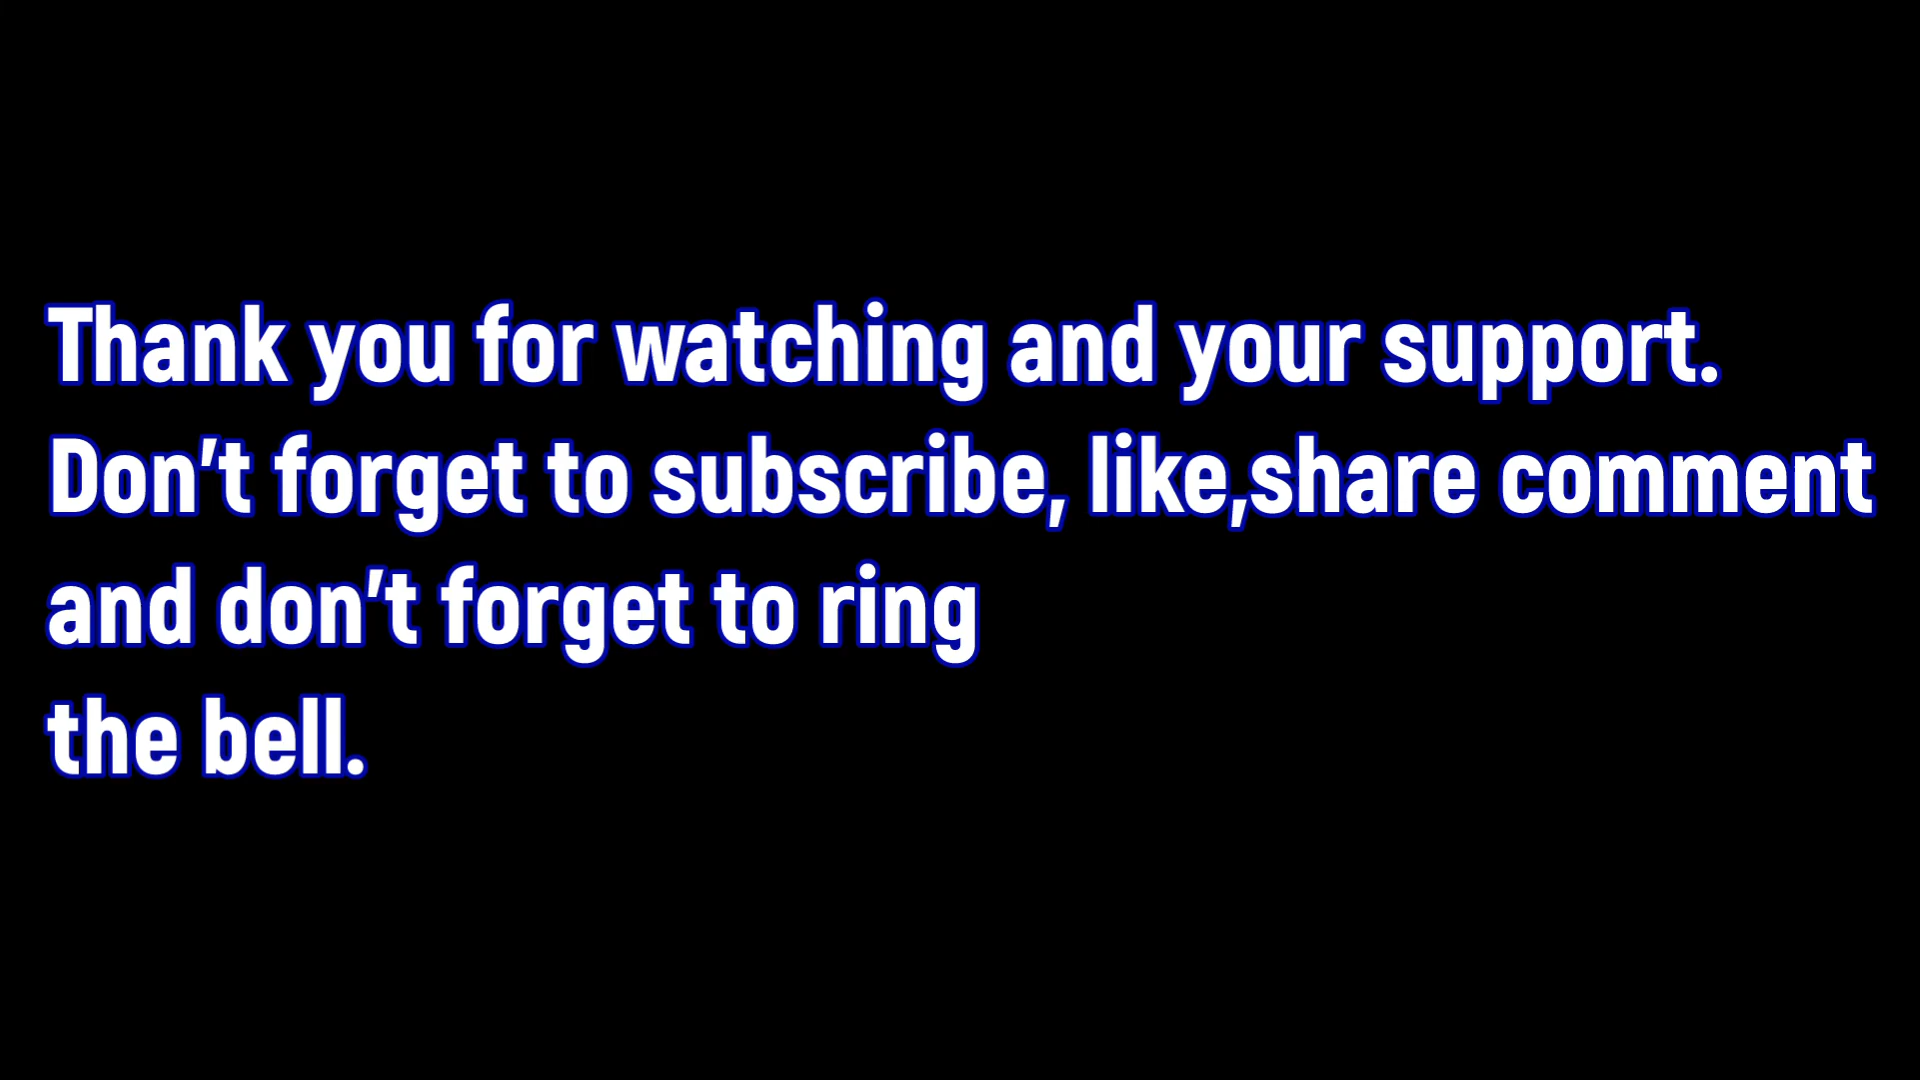 Thank you for watching and your support.
Don't forget to subscribe, like,share comment
and don't forget to ring
the bell.